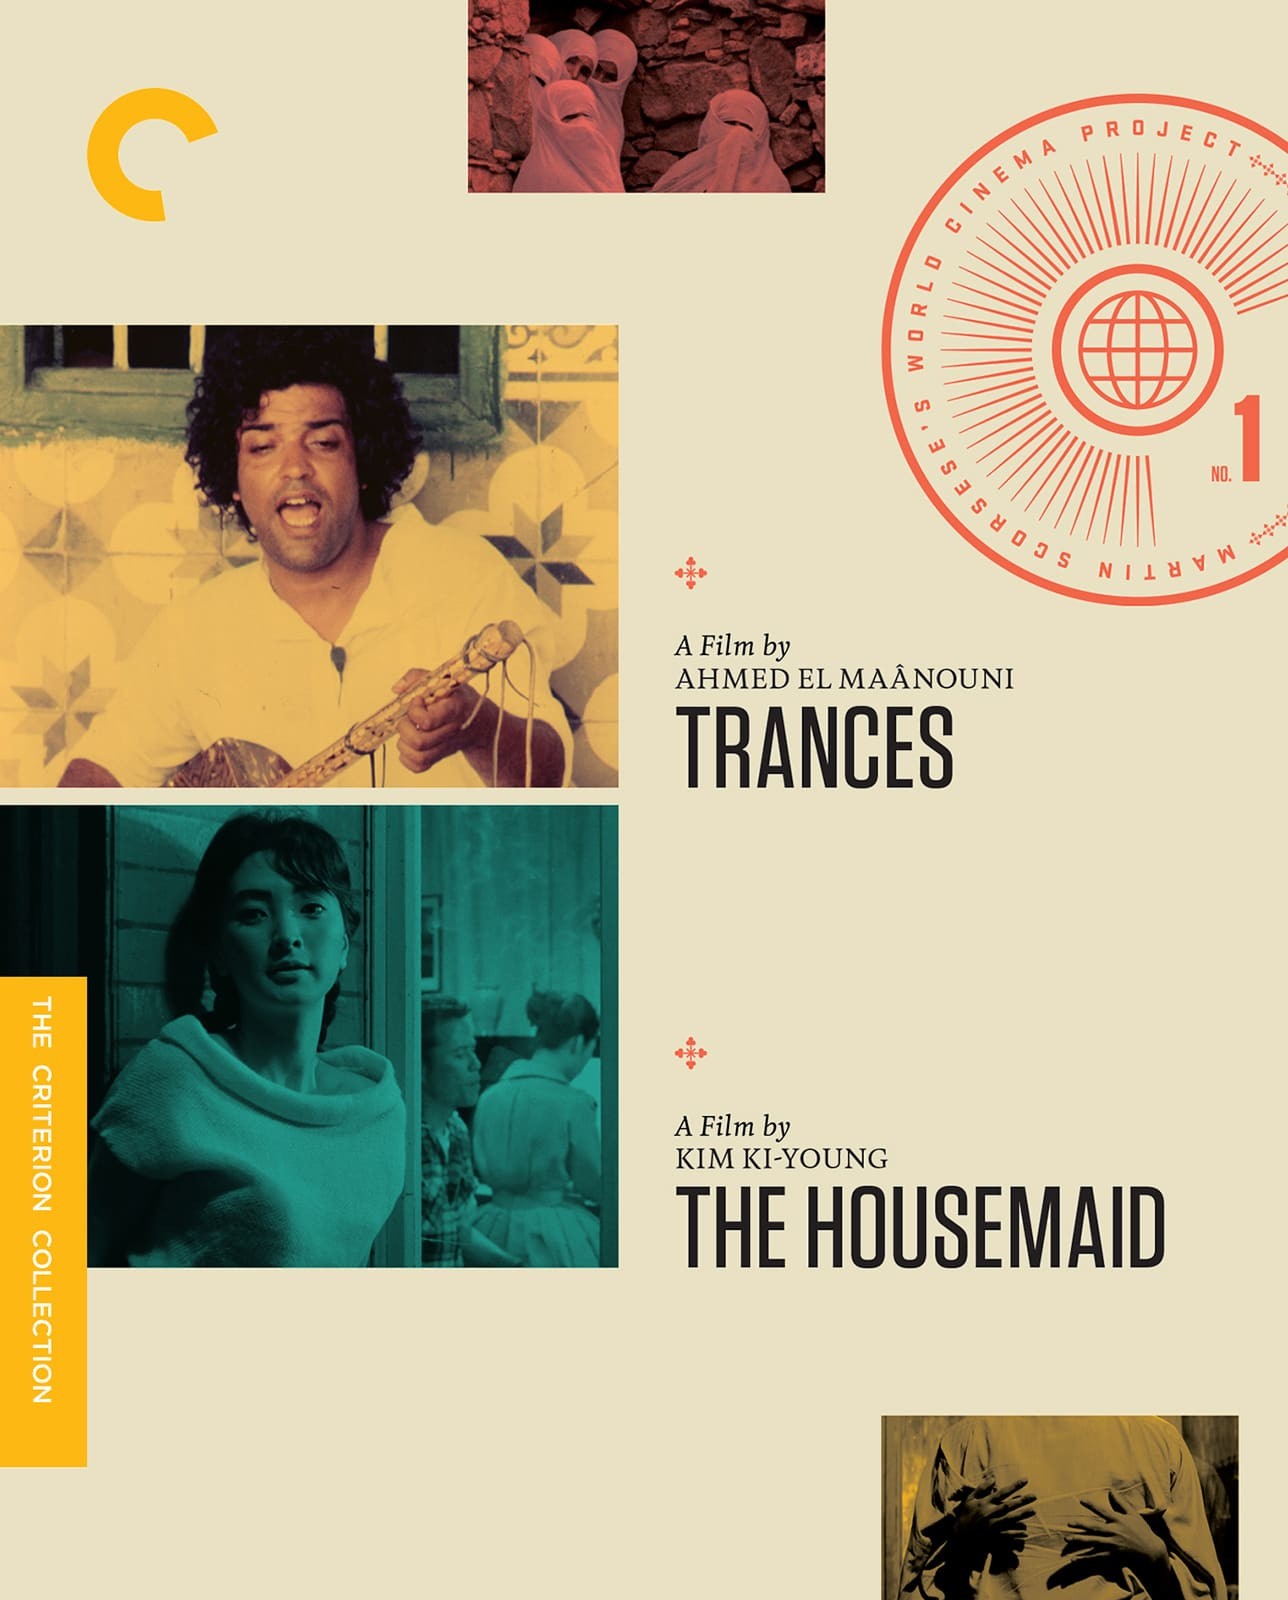 MARTIN SCORSESE'S WORLD CINEMA PROJECT
NO. 1
A Film by
AHMED EL MAÂNOUNI
TRANCES
A Film by
KIM KI-YOUNG
THE HOUSEMAID
THE CRITERION COLLECTION